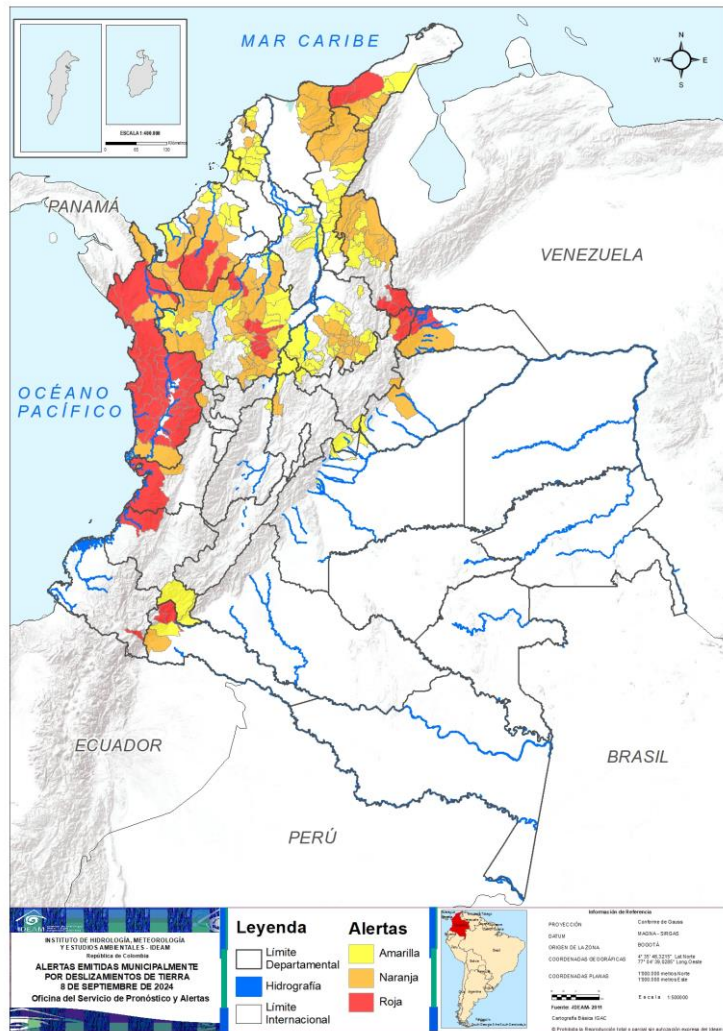 MAR CARIBE
N
W
E
S
ESCALA 1:400,000
PANAMÁ
VENEZUELA
OCÉANO
PACÍFICO
ECUADOR
BRASIL
PERÚ
IDEAM
INSTITUTO DE HIDROLOGÍA, METEOROLOGÍA
Y ESTUDIOS AMBIENTALES - IDEAM
República de Colombia
ALERTAS EMITIDAS MUNICIPALMENTE
POR DESLIZAMIENTOS DE TIERRA
8 DE SEPTIEMBRE DE 2024
Oficina del Servicio de Pronóstico y Alertas
Leyenda
Límite
Departamental
Hidrografía
Límite
Internacional
Alertas
Amarilla
Naranja
Roja
Información de Referencia
PROYECCIÓN
Conforme de Gauss
DATUM
MAGNA - SIRGAS
ORIGEN DE LA ZONA
BOGOTÁ
COORDENADAS GEOGRÁFICAS
COORDENADAS PLANAS
Escala
Fuente: IDEAM
Cartografía Básica IGAC